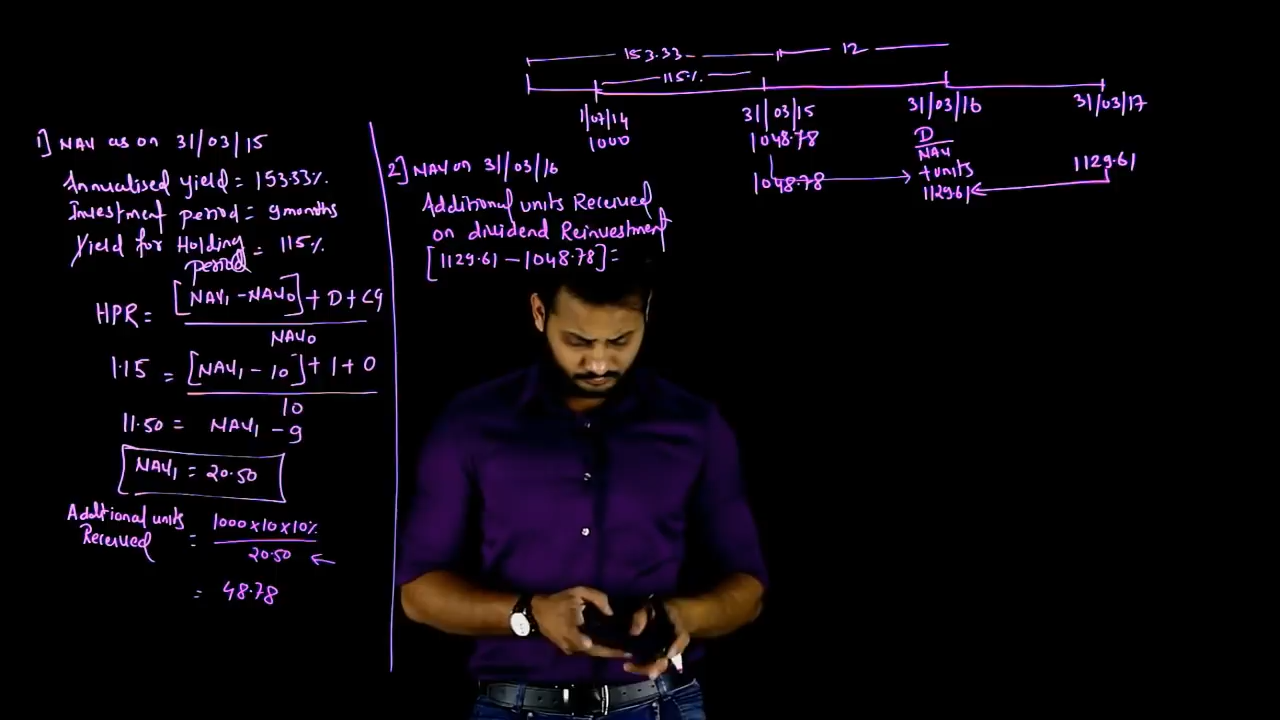 153.33
12
115%
1/07/14
31/03/15
31/03/16
31/03/17
1000
1048.78
D
NAV
+units
1129.61
1129.61
1048.78
1] NAV as on 31/03/15
Annualised yield = 153.33%
Investment period = 9 months
Yield for Holding period = 115%
HPR = [NAV1 - NAV0] + D + CG
NAV0
1.15 = [NAV1 - 10] + 1 + 0
10
11.50 = NAV1 - 9
NAV1 = 20.50
Additional units Received = 1000 x 10 x 10%
20.50
= 48.78
2] NAV on 31/03/16
Additional units Received
on dividend Reinvestment
[1129.61 - 1048.78] =